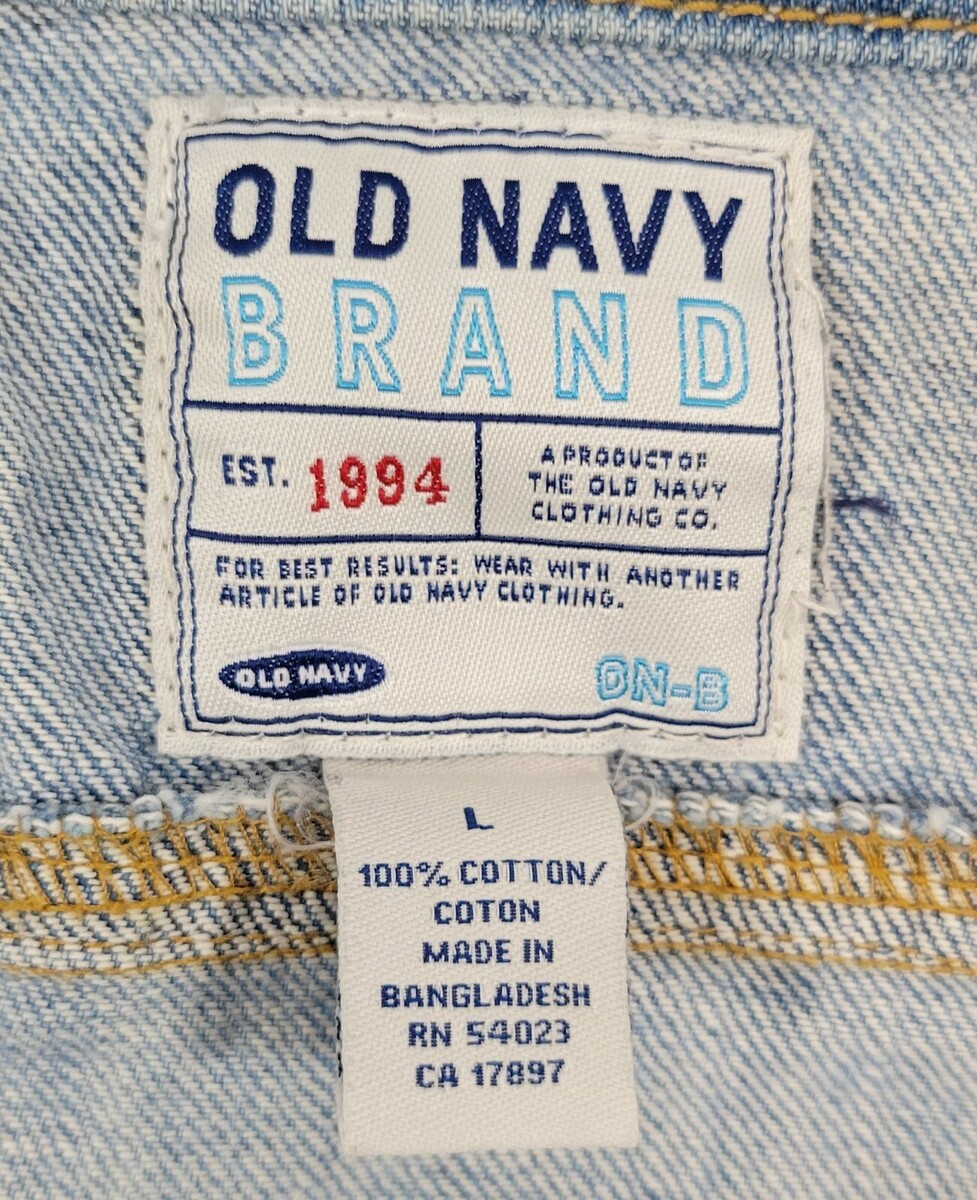 OLD NAVY
BRAND
EST. 1994
A PRODUCT OF
THE OLD NAVY
CLOTHING CO.
FOR BEST RESULTS: WEAR WITH ANOTHER
ARTICLE OF OLD NAVY CLOTHING.
OLD NAVY
ON-B
L
100% COTTON/
COTON
MADE IN
BANGLADESH
RN 54023
CA 17897